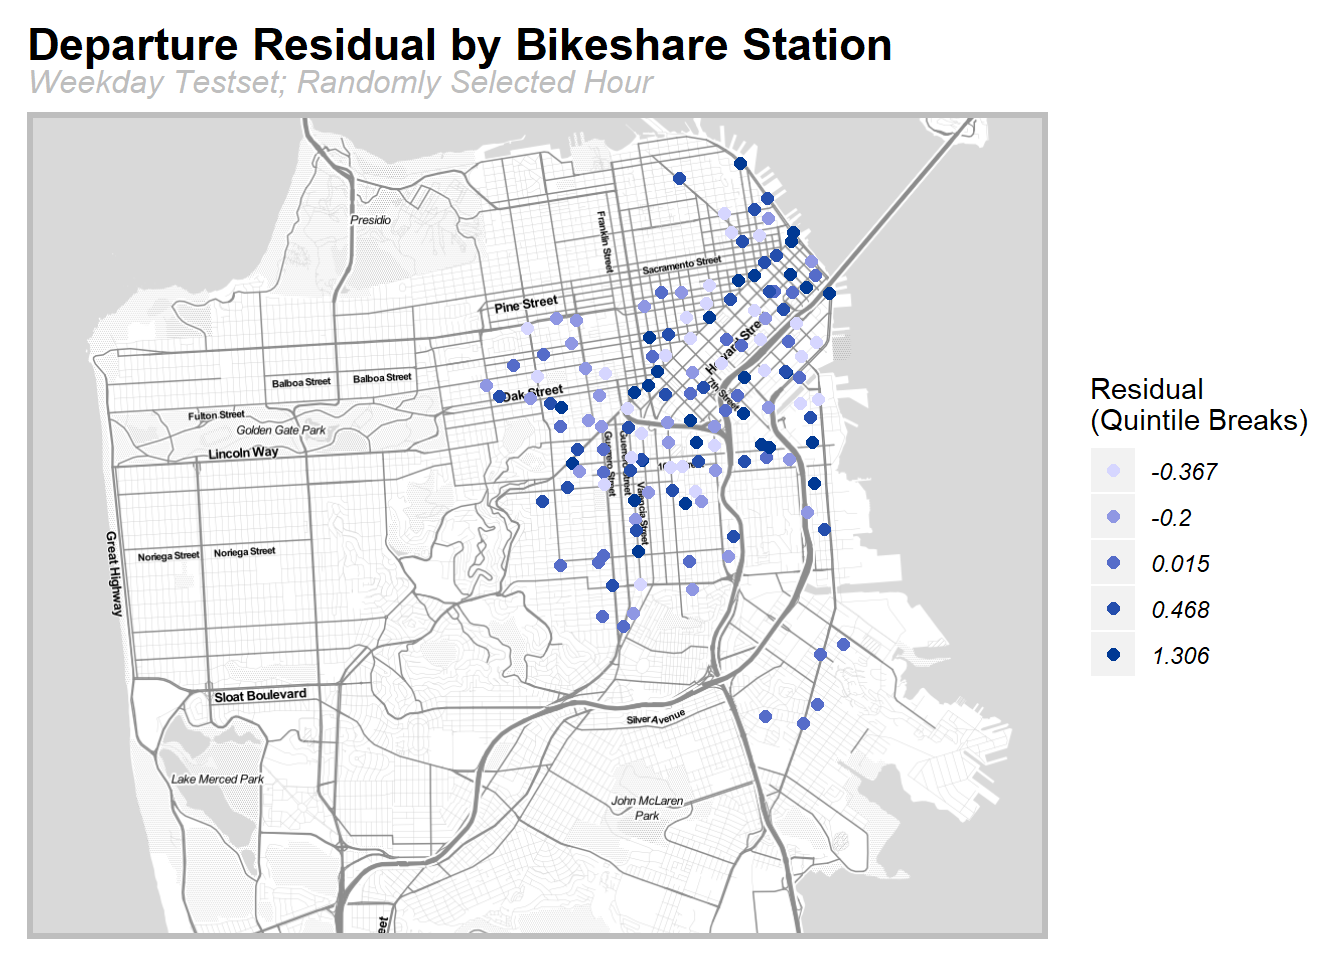 Departure Residual by Bikeshare Station
Weekday Testset; Randomly Selected Hour
Presidio
Franklin Street
Sacramento Street
Pine Street
Balboa Street
Balboa Street
Oak Street
Fulton Street
Golden Gate Park
Lincoln Way
Guerrero Street
Valencia Street
Great Highway
Noriega Street
Noriega Street
Sloat Boulevard
Silver Avenue
Lake Merced Park
John McLaren
Park
Residual
(Quintile Breaks)
-0.367
-0.2
0.015
0.468
1.306